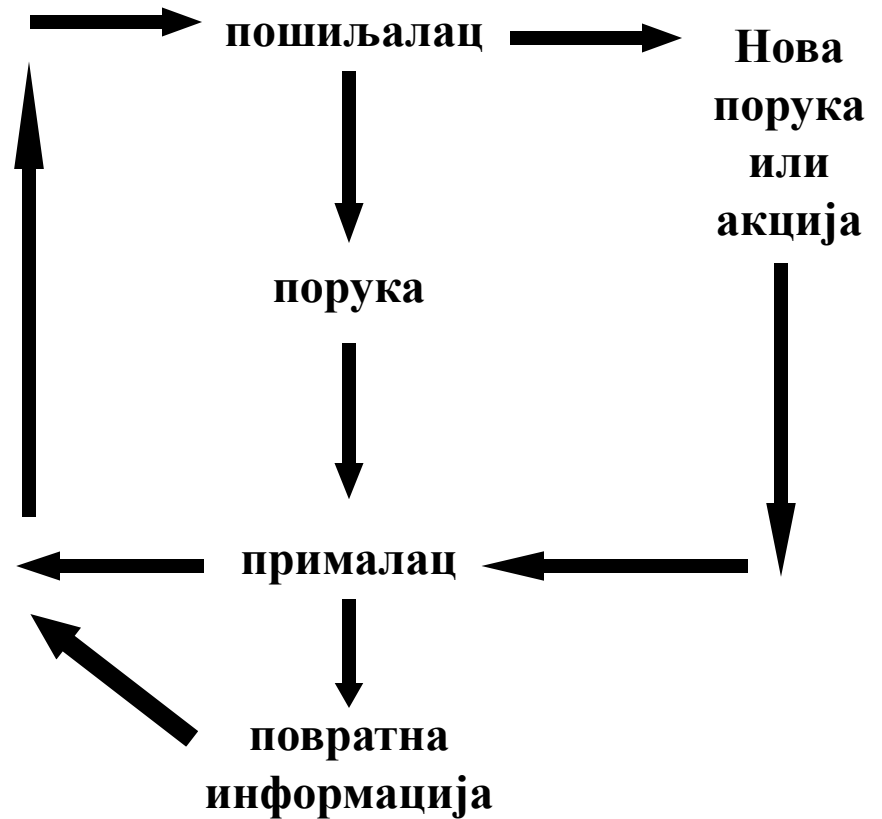 пошиљалац
Нова
порука
или
акција
порука
прималац
повратна
информација